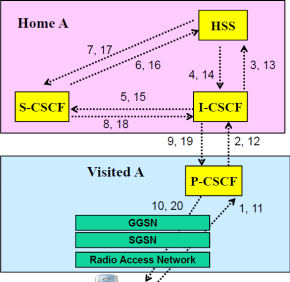 Home A
HSS
7, 17
6, 16
4, 14
3, 13
5, 15
S-CSCF
I-CSCF
8, 18
9, 19
2, 12
Visited A
P-CSCF
10, 20
1, 11
GGSN
SGSN
Radio Access Network